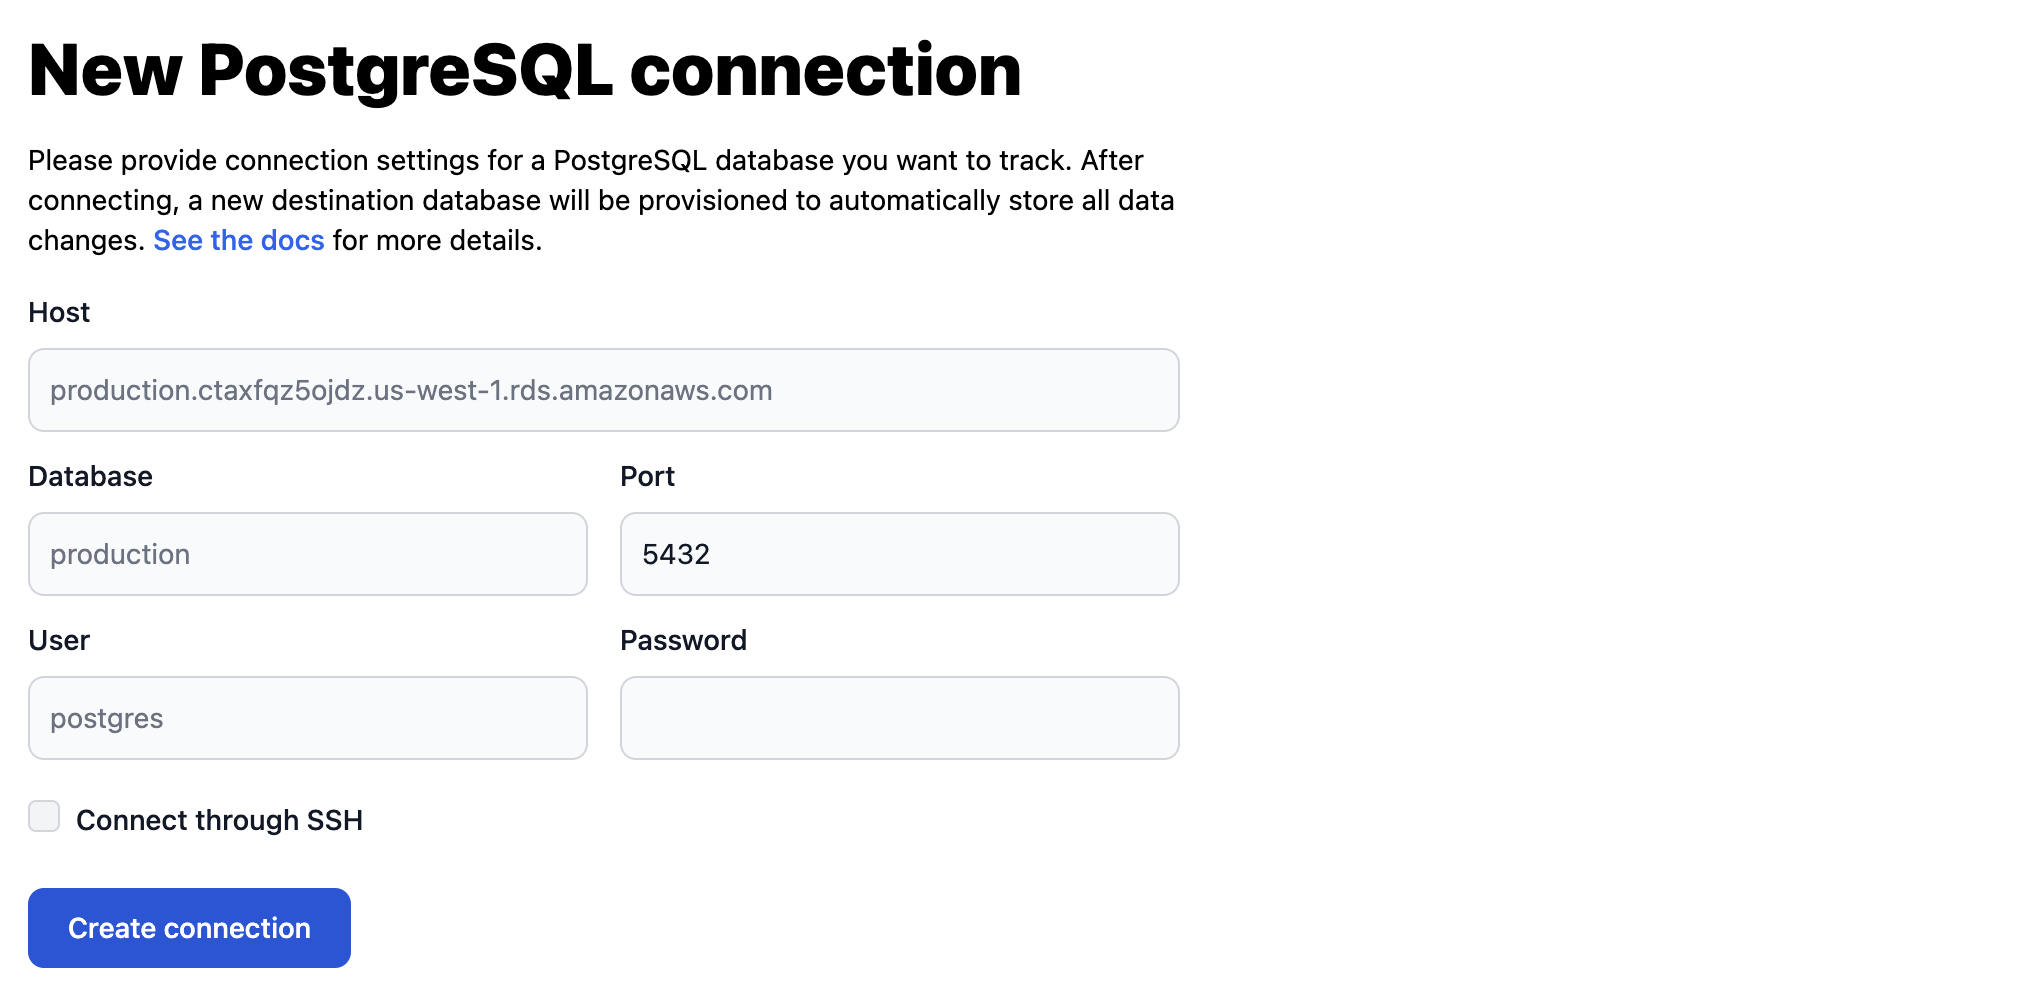 New PostgreSQL connection
Please provide connection settings for a PostgreSQL database you want to track. After
connecting, a new destination database will be provisioned to automatically store all data
changes. See the docs for more details.
Host
production.ctaxfqz5ojdz.us-west-1.rds.amazonaws.com
Database
Port
production
5432
User
Password
postgres
Connect through SSH
Create connection